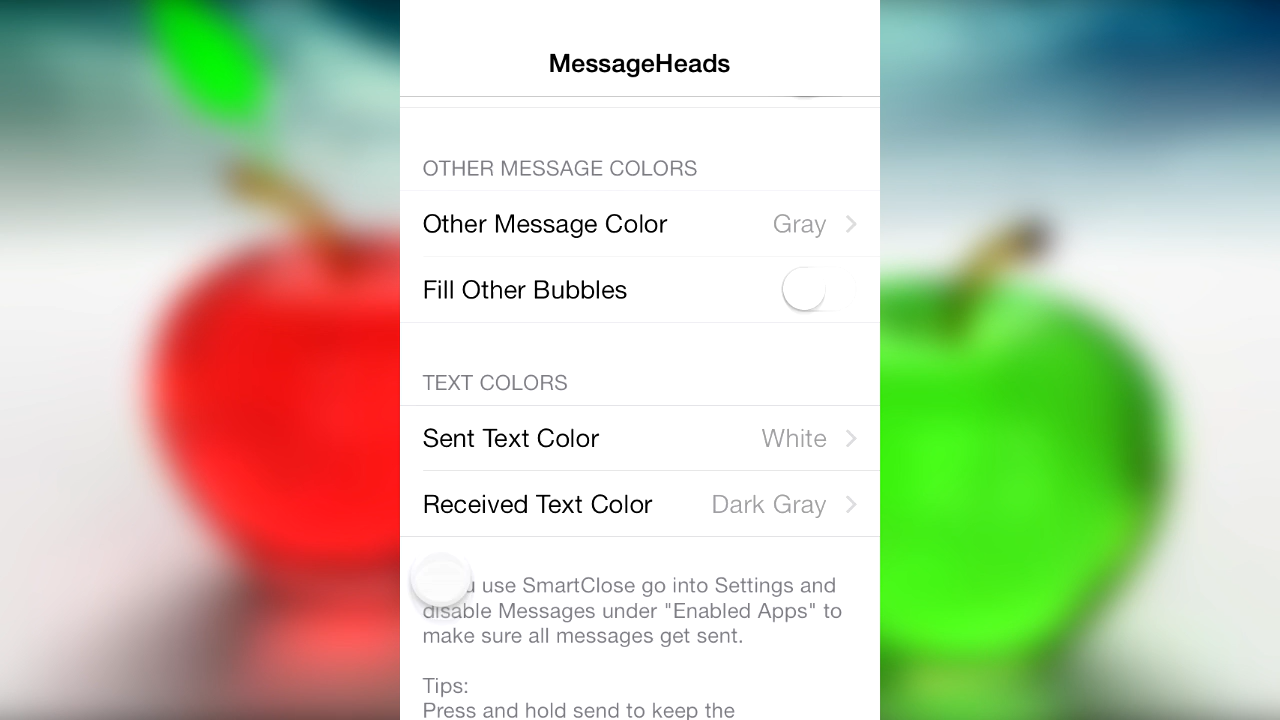 MessageHeads
OTHER MESSAGE COLORS
Other Message Color Gray
Fill Other Bubbles
TEXT COLORS
Sent Text Color White
Received Text Color Dark Gray
use SmartClose go into Settings and
disable Messages under "Enabled Apps" to
make sure all messages get sent.
Tips:
Press and hold send to keep the